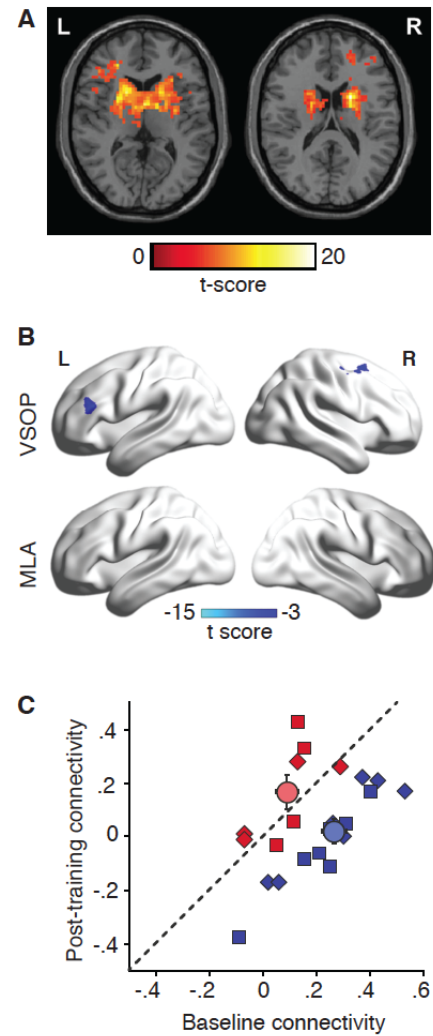 A
L R
0 20
t-score
B
L R
VSOP
MLA
-15 -3
t score
C
Post-training connectivity
.4
.2
0
-.2
-.4
-.4 -.2 0 .2 .4 .6
Baseline connectivity